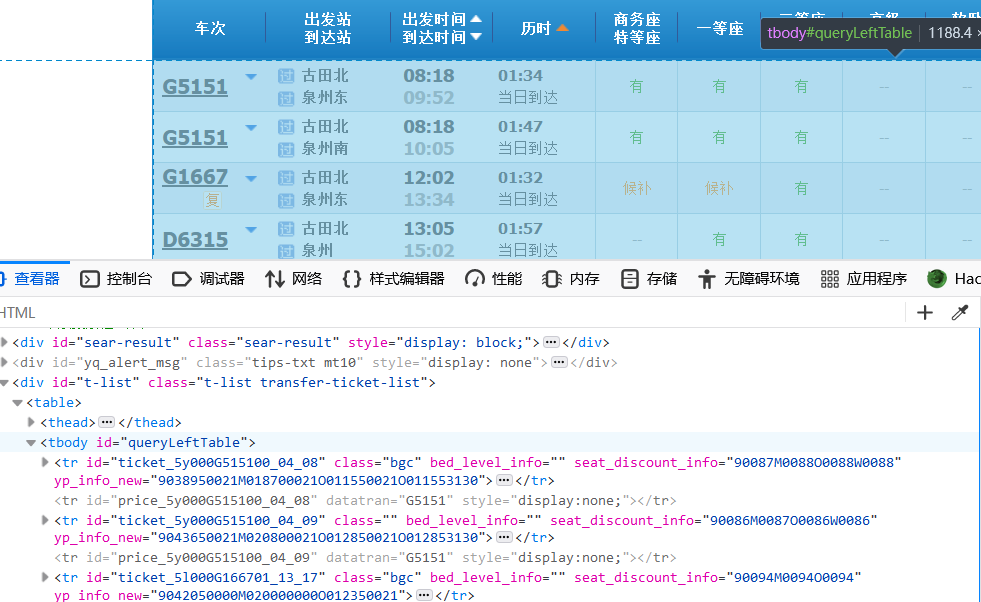 车次
出发站
到达站
出发时间
到达时间
历时
商务座
特等座
一等座
tbody#queryLeftTable
1188.4
G5151
过 古田北 08:18 01:34
过 泉州东 09:52 当日到达
有 有 有 -- --
G5151
过 古田北 08:18 01:47
过 泉州南 10:05 当日到达
有 有 有 -- --
G1667
复
过 古田北 12:02 01:32
过 泉州东 13:34 当日到达
候补 候补 有 -- --
D6315
过 古田北 13:05 01:57
过 泉州 15:02 当日到达
-- 有 有 -- --
查看器 控制台 调试器 网络 样式编辑器 性能 内存 存储 无障碍环境 应用程序 Hac
HTML
<div id="sear-result" class="sear-result" style="display: block;"></div>
<div id="yq_alert_msg" class="tips-txt mt10" style="display: none"></div>
<div id="t-list" class="t-list transfer-ticket-list">
<table>
<thead></thead>
<tbody id="queryLeftTable">
<tr id="ticket_5y000G515100_04_08" class="bgc" bed_level_info="" seat_discount_info="90087M0088O0088W0088"
yp_info_new="9038950021M018700021O011550021O011553130"></tr>
<tr id="price_5y000G515100_04_08" datatran="G5151" style="display:none;"></tr>
<tr id="ticket_5y000G515100_04_09" class="" bed_level_info="" seat_discount_info="90086M0087O0086W0086"
yp_info_new="9043650021M020800021O012850021O012853130"></tr>
<tr id="price_5y000G515100_04_09" datatran="G5151" style="display:none;"></tr>
<tr id="ticket_5l000G166701_13_17" class="bgc" bed_level_info="" seat_discount_info="90094M0094O0094"
yp_info_new="9042050000M020000000O012350021"></tr>